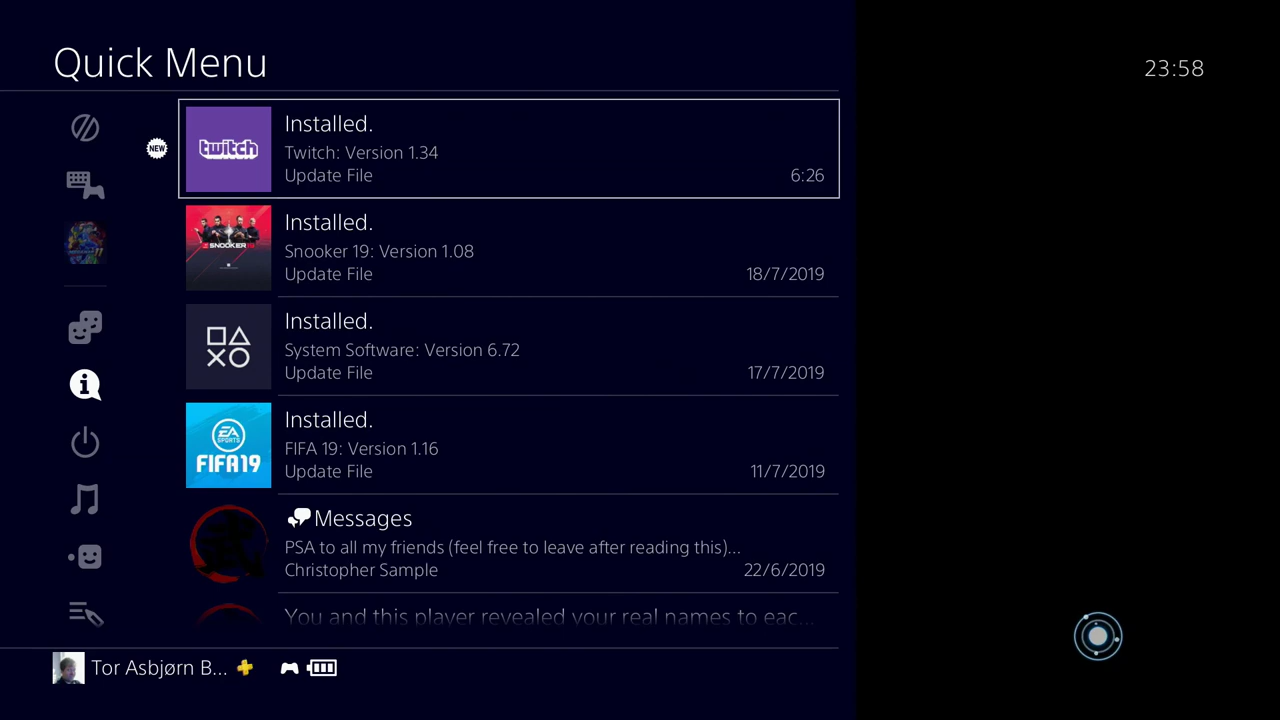 Quick Menu
23:58
NEW
twitch
Installed.
Twitch: Version 1.34
Update File
6:26
SNOOKER 19
Installed.
Snooker 19: Version 1.08
Update File
18/7/2019
Installed.
System Software: Version 6.72
Update File
17/7/2019
EA
SPORTS
FIFA19
Installed.
FIFA 19: Version 1.16
Update File
11/7/2019
Messages
PSA to all my friends (feel free to leave after reading this)...
Christopher Sample
22/6/2019
You and this player revealed your real names to eac...
Tor Asbjørn B...